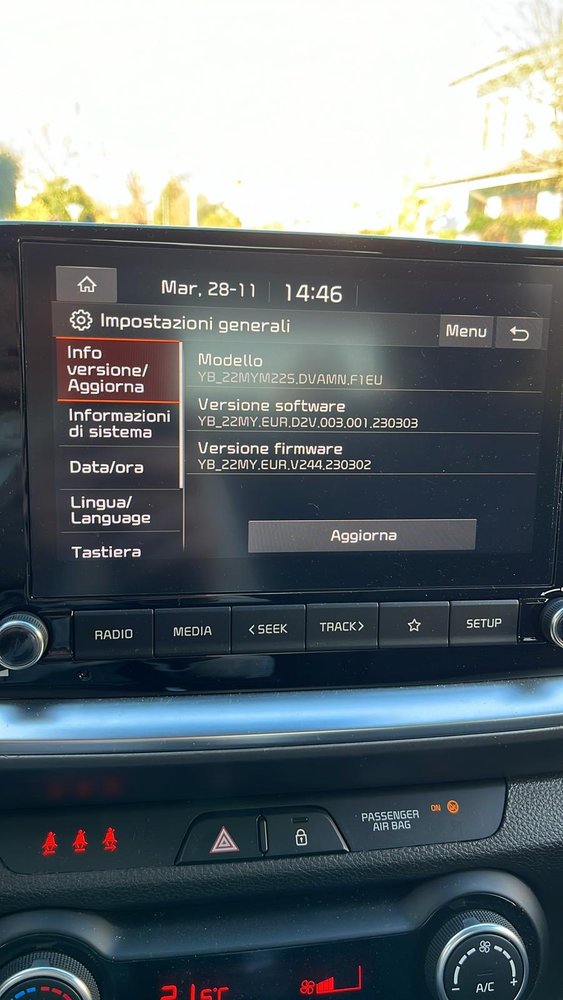 Mar, 28-11 14:46
Impostazioni generali Menu
Info
versione/
Aggiorna
Informazioni
di sistema
Data/ora
Lingua/
Language
Tastiera
Modello
YB_22MYM22S.DVAMN.F1EU
Versione software
YB_22MY.EUR.D2V.003.001.230303
Versione firmware
YB_22MY.EUR.V244.230302
Aggiorna
RADIO MEDIA <SEEK TRACK> SETUP
PASSENGER
AIR BAG
ON
A/C